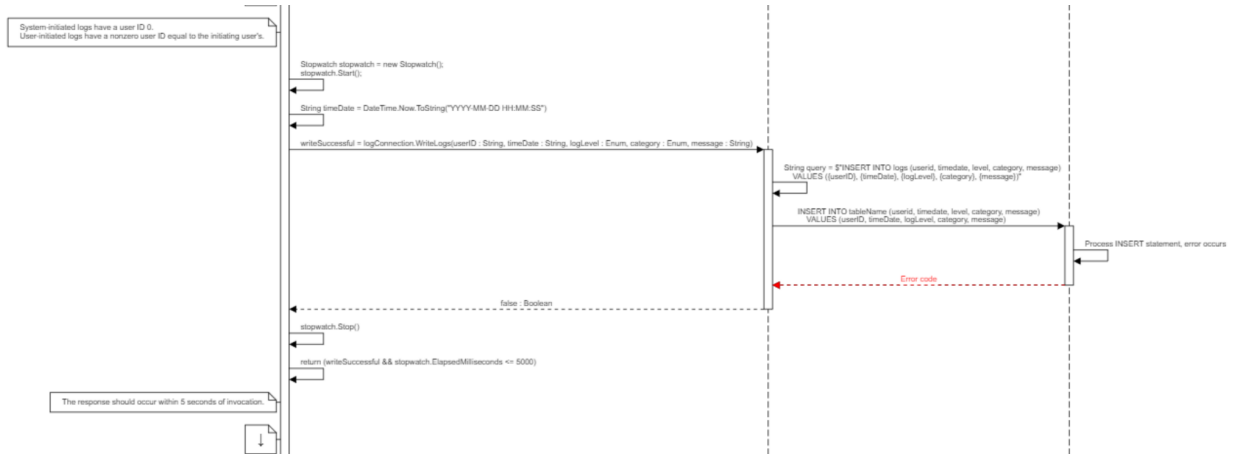 System-initiated logs have a user ID 0.
User-initiated logs have a nonzero user ID equal to the initiating user's.
Stopwatch stopwatch = new Stopwatch();
stopwatch.Start();
String timeDate = DateTime.Now.ToString("YYYY-MM-DD HH:MM:SS")
writeSuccessful = logConnection.WriteLogs(userID : String, timeDate : String, logLevel : Enum, category : Enum, message : String)
String query = $"INSERT INTO logs (userid, timedate, level, category, message)
VALUES ({userID}, {timeDate}, {logLevel}, {category}, {message})"
INSERT INTO tableName (userid, timedate, level, category, message)
VALUES (userID, timeDate, logLevel, category, message)
Process INSERT statement, error occurs
Error code
false : Boolean
stopwatch.Stop()
return (writeSuccessful && stopwatch.ElapsedMilliseconds <= 5000)
The response should occur within 5 seconds of invocation.
↓